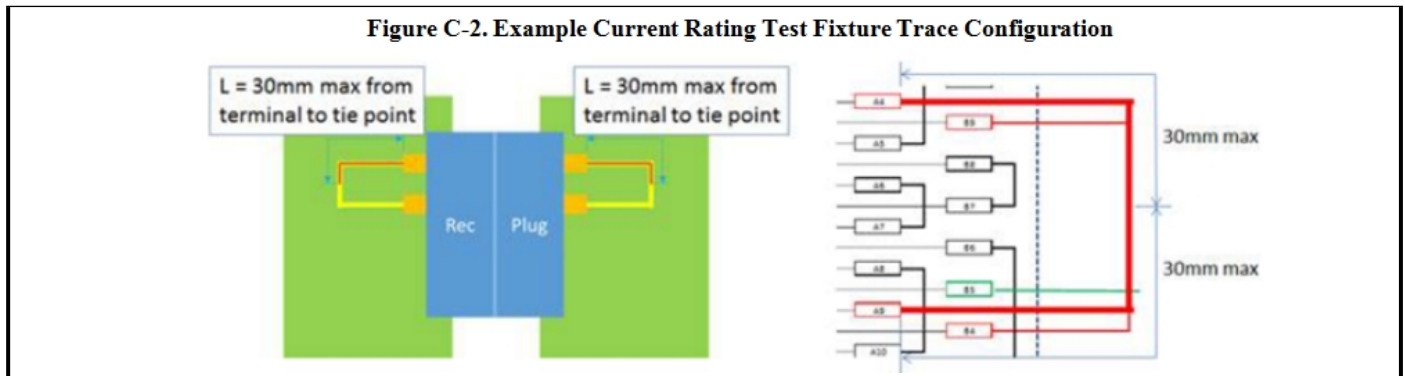 Figure C-2. Example Current Rating Test Fixture Trace Configuration
L = 30mm max from
terminal to tie point
L = 30mm max from
terminal to tie point
Rec
Plug
A4
B9
A5
B8
A6
B7
A7
B6
A8
B5
A9
B4
A10
30mm max
30mm max